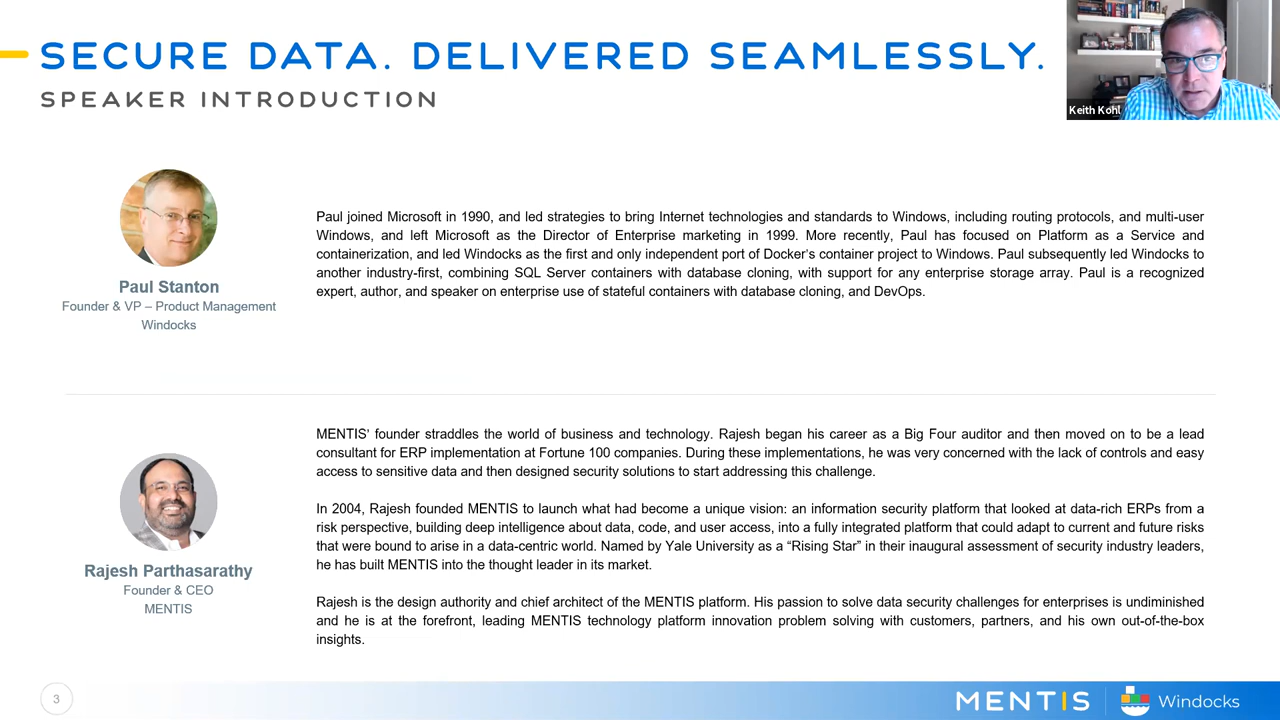 SECURE DATA. DELIVERED SEAMLESSLY.
SPEAKER INTRODUCTION
Keith Kohl
Paul Stanton
Founder & VP – Product Management
Windocks
Paul joined Microsoft in 1990, and led strategies to bring Internet technologies and standards to Windows, including routing protocols, and multi-user
Windows, and left Microsoft as the Director of Enterprise marketing in 1999. More recently, Paul has focused on Platform as a Service and
containerization, and led Windocks as the first and only independent port of Docker's container project to Windows. Paul subsequently led Windocks to
another industry-first, combining SQL Server containers with database cloning, with support for any enterprise storage array. Paul is a recognized
expert, author, and speaker on enterprise use of stateful containers with database cloning, and DevOps.
Rajesh Parthasarathy
Founder & CEO
MENTIS
MENTIS' founder straddles the world of business and technology. Rajesh began his career as a Big Four auditor and then moved on to be a lead
consultant for ERP implementation at Fortune 100 companies. During these implementations, he was very concerned with the lack of controls and easy
access to sensitive data and then designed security solutions to start addressing this challenge.
In 2004, Rajesh founded MENTIS to launch what had become a unique vision: an information security platform that looked at data-rich ERPs from a
risk perspective, building deep intelligence about data, code, and user access, into a fully integrated platform that could adapt to current and future risks
that were bound to arise in a data-centric world. Named by Yale University as a “Rising Star” in their inaugural assessment of security industry leaders,
he has built MENTIS into the thought leader in its market.
Rajesh is the design authority and chief architect of the MENTIS platform. His passion to solve data security challenges for enterprises is undiminished
and he is at the forefront, leading MENTIS technology platform innovation problem solving with customers, partners, and his own out-of-the-box
insights.
3
MENTIS
Windocks